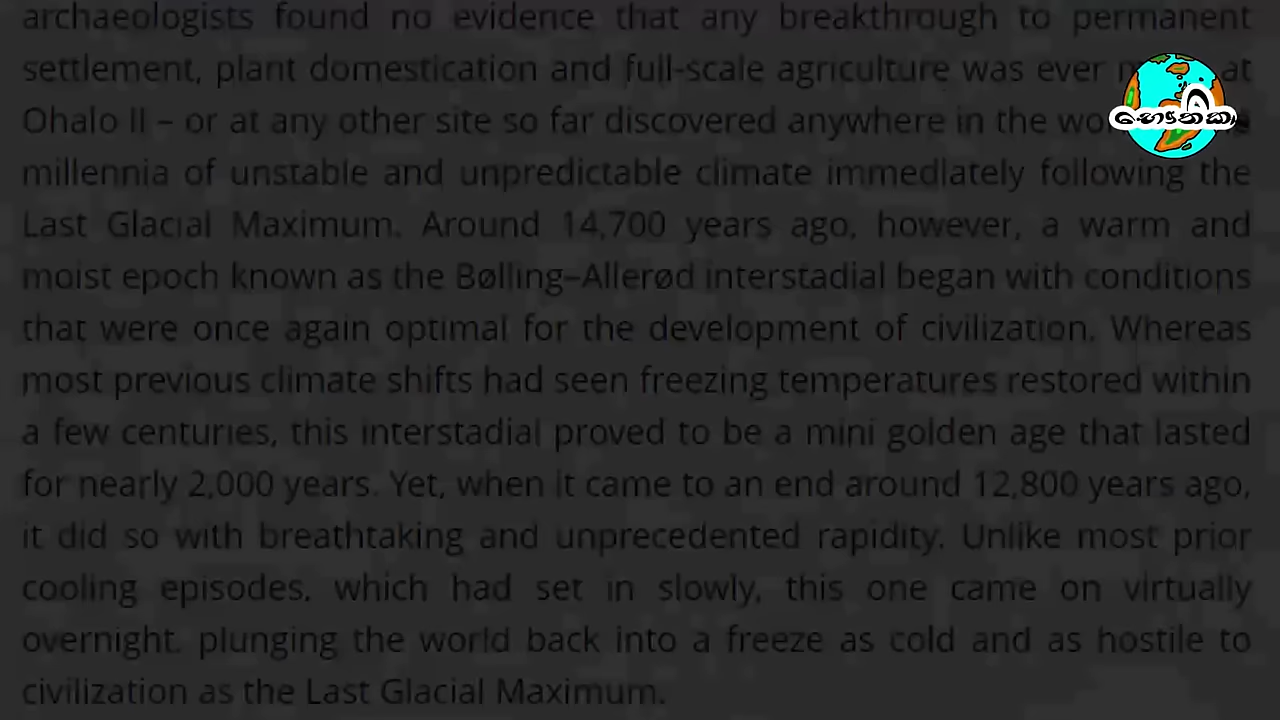 archaeologists found no evidence that any breakthrough to permanent
settlement, plant domestication and full-scale agriculture was ever at
Ohalo II – or at any other site so far discovered anywhere in the
millennia of unstable and unpredictable climate immediately following the
Last Glacial Maximum. Around 14,700 years ago, however, a warm and
moist epoch known as the Bølling–Allerød interstadial began with conditions
that were once again optimal for the development of civilization. Whereas
most previous climate shifts had seen freezing temperatures restored within
a few centuries, this interstadial proved to be a mini golden age that lasted
for nearly 2,000 years. Yet, when it came to an end around 12,800 years ago,
it did so with breathtaking and unprecedented rapidity. Unlike most prior
cooling episodes, which had set in slowly, this one came on virtually
overnight, plunging the world back into a freeze as cold and as hostile to
civilization as the Last Glacial Maximum.